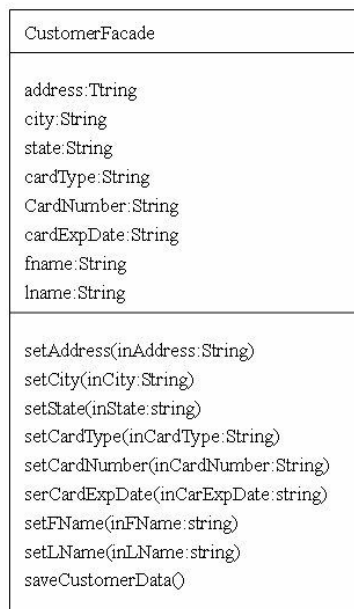 CustomerFacade
address:Ttring
city:String
state:String
cardType:String
CardNumber:String
cardExpDate:String
fname:String
lname:String
setAddress(inAddress:String)
setCity(inCity:String)
setState(inState:string)
setCardType(inCardType:String)
setCardNumber(inCardNumber:String)
serCardExpDate(inCarExpDate:string)
setFName(inFName:string)
setLName(inLName:string)
saveCustomerData()